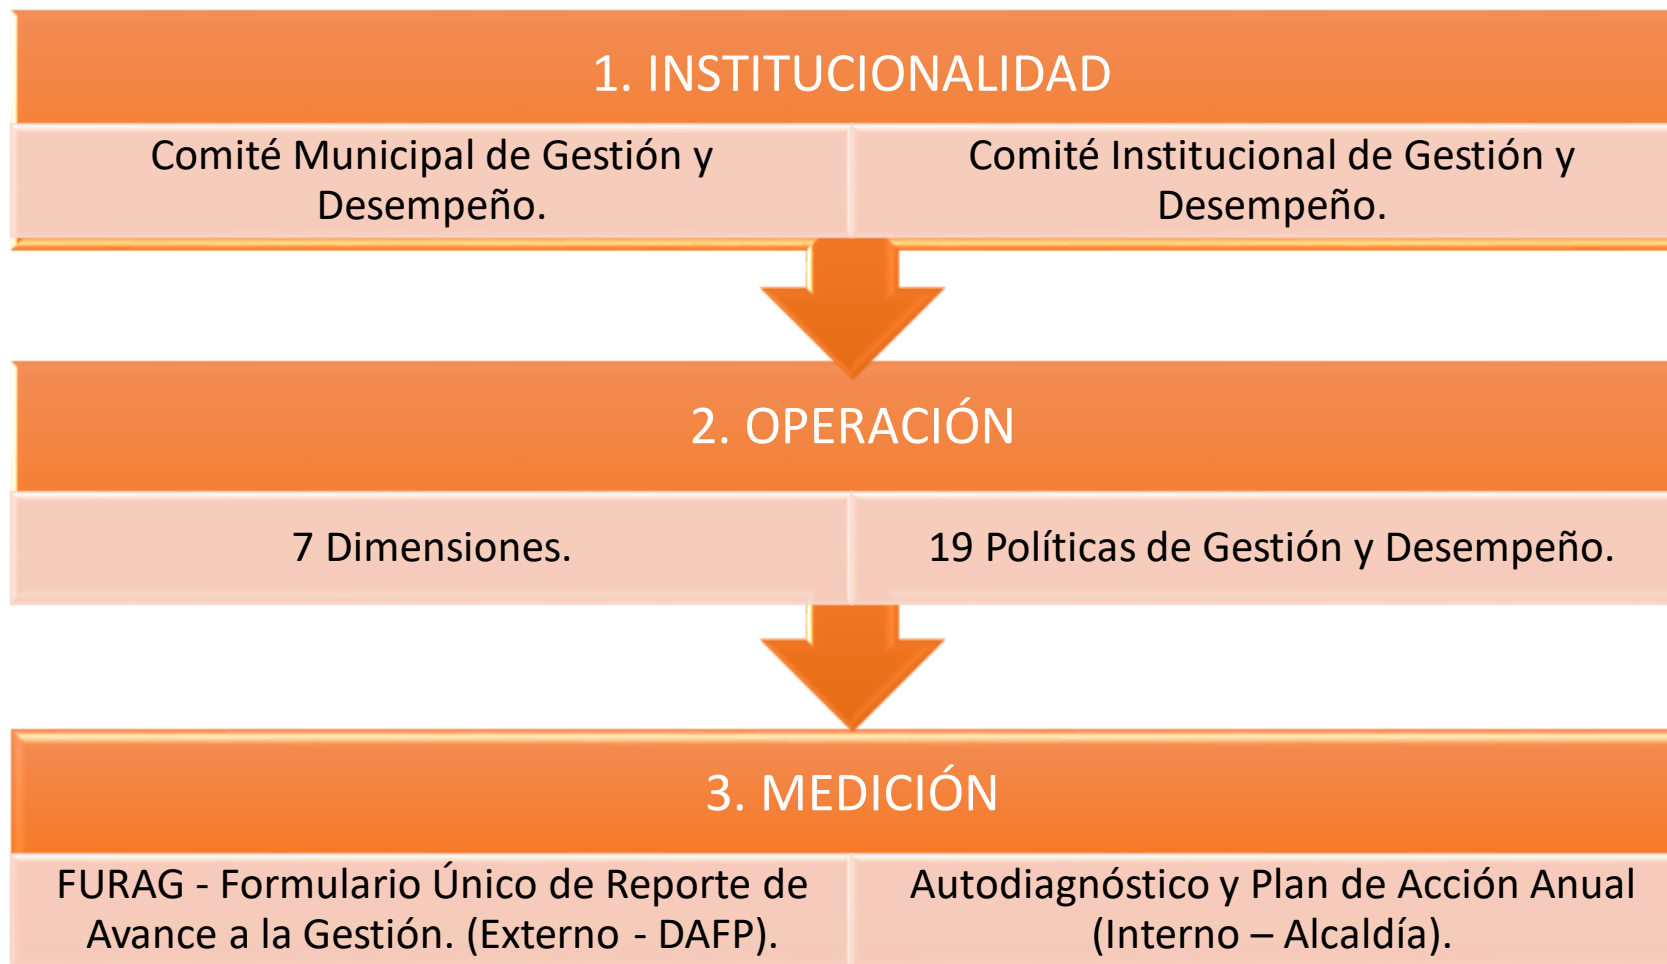 1. INSTITUCIONALIDAD
Comité Municipal de Gestión y
Desempeño.
Comité Institucional de Gestión y
Desempeño.
2. OPERACIÓN
7 Dimensiones.
19 Políticas de Gestión y Desempeño.
3. MEDICIÓN
FURAG - Formulario Único de Reporte de
Avance a la Gestión. (Externo - DAFP).
Autodiagnóstico y Plan de Acción Anual
(Interno – Alcaldía).